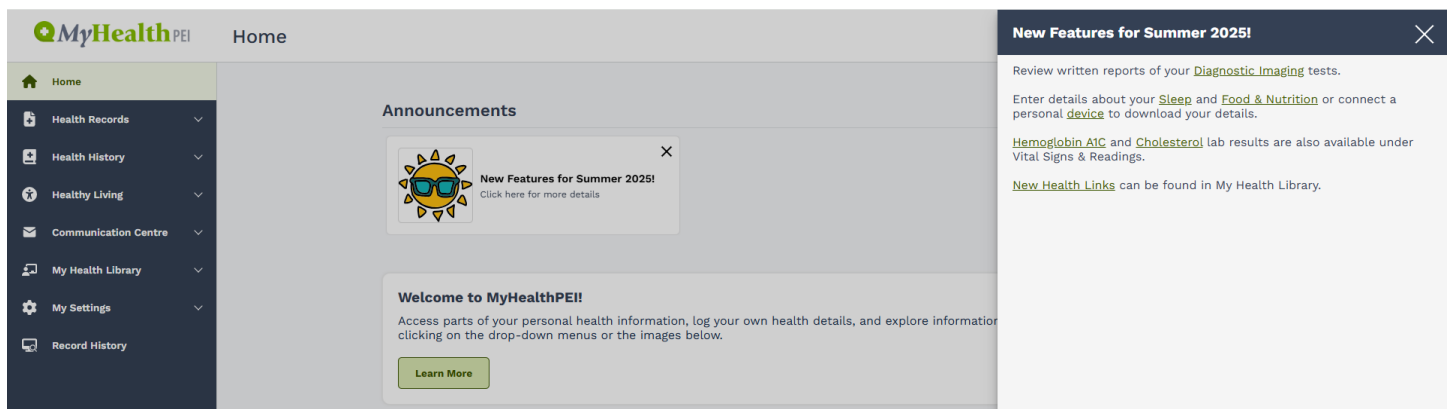 MyHealth PEI
Home
Home
Health Records
Health History
Healthy Living
Communication Centre
My Health Library
My Settings
Record History
Announcements
New Features for Summer 2025!
Click here for more details
Welcome to MyHealthPEI!
Access parts of your personal health information, log your own health details, and explore information
clicking on the drop-down menus or the images below.
Learn More
New Features for Summer 2025!
Review written reports of your Diagnostic Imaging tests.
Enter details about your Sleep and Food & Nutrition or connect a
personal device to download your details.
Hemoglobin A1C and Cholesterol lab results are also available under
Vital Signs & Readings.
New Health Links can be found in My Health Library.